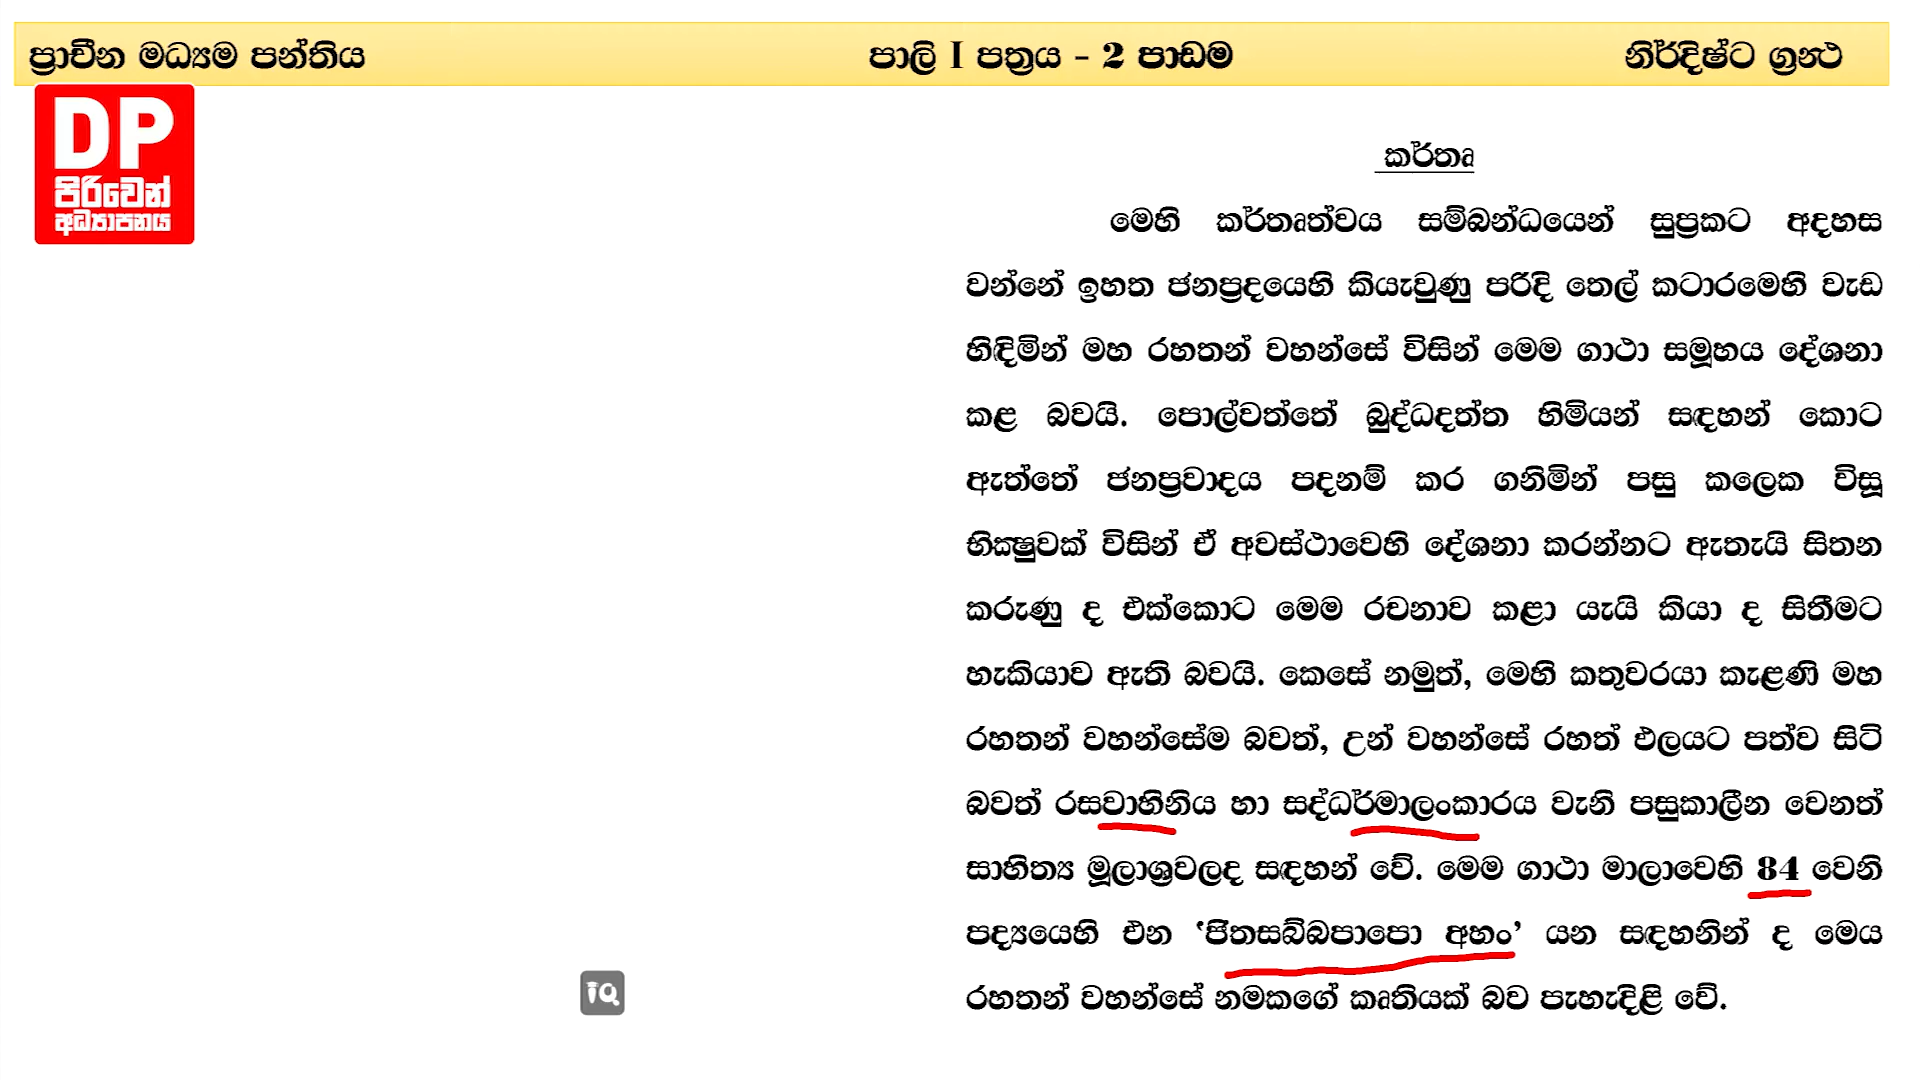 ප්‍රාචීන මධ්‍යම පන්තිය
පාලි I පත්‍රය - 2 පාඩම
නිර්දිෂ්ට ග්‍රන්ථ
DP
පිරිවෙන්
අධ්‍යාපනය
කර්තෘ
මෙහි කර්තෘත්වය සම්බන්ධයෙන් සුප්‍රකට අදහස
වන්නේ ඉහත ජනප්‍රදයෙහි කියැවුණු පරිදි තෙල් කටාරමෙහි වැඩ
හිඳිමින් මහ රහතන් වහන්සේ විසින් මෙම ගාථා සමූහය දේශනා
කළ බවයි. පොල්වත්තේ බුද්ධදත්ත හිමියන් සඳහන් කොට
ඇත්තේ ජනප්‍රවාදය පදනම් කර ගනිමින් පසු කලෙක විසූ
භික්‍ෂුවක් විසින් ඒ අවස්ථාවෙහි දේශනා කරන්නට ඇතැයි සිතන
කරුණු ද එක්කොට මෙම රචනාව කළා යැයි කියා ද සිතීමට
හැකියාව ඇති බවයි. කෙසේ නමුත්, මෙහි කතුවරයා කැළණි මහ
රහතන් වහන්සේම බවත්, උන් වහන්සේ රහත් ඵලයට පත්ව සිටි
බවත් රසවාහිනිය හා සද්ධර්මාලංකාරය වැනි පසුකාලීන වෙනත්
සාහිත්‍ය මූලාශ්‍රවලද සඳහන් වේ. මෙම ගාථා මාලාවෙහි 84 වෙනි
පද්‍යයෙහි එන ‘ජිතසබ්බපාපො අහං’ යන සඳහනින් ද මෙය
රහතන් වහන්සේ නමකගේ කෘතියක් බව පැහැදිළි වේ.
IQ